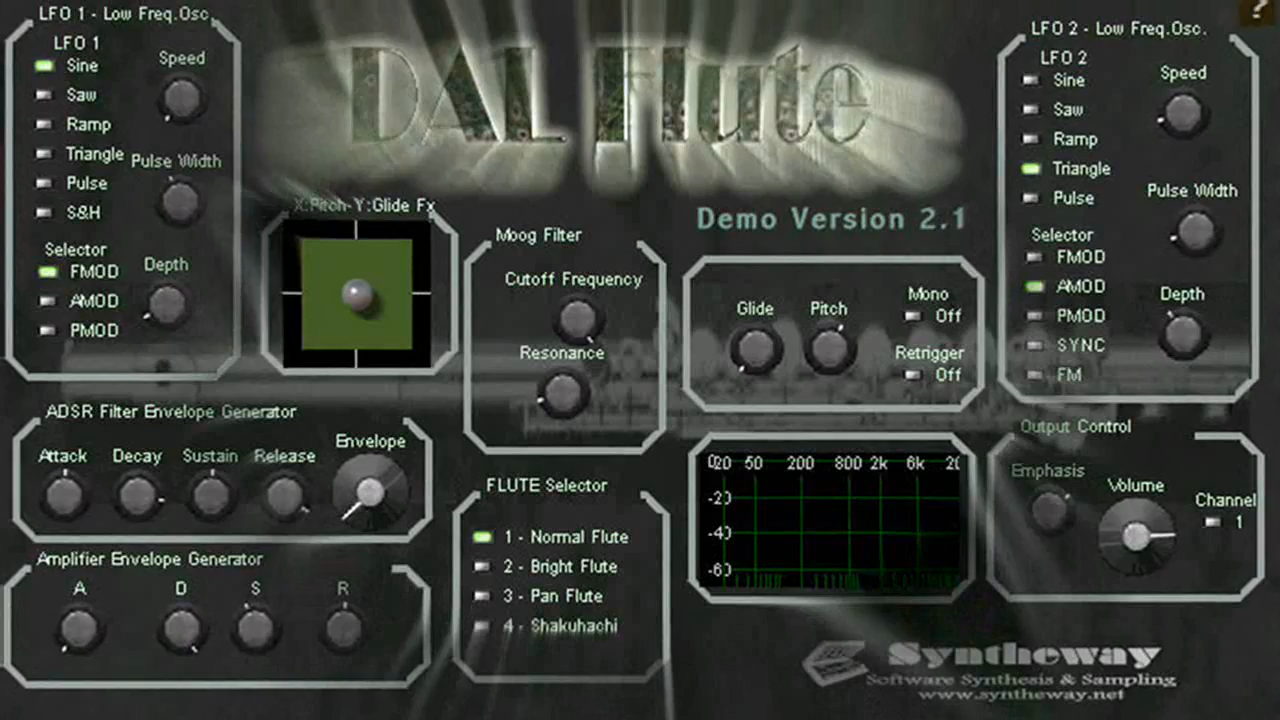 LFO 1 - Low Freq.Osc
LFO 1
Sine
Saw
Ramp
Triangle
Pulse
S&H
Speed
Pulse Width
Selector
FMOD
AMOD
PMOD
Depth
DAL Flute
Demo Version 2.1
?
LFO 2 - Low Freq.Osc.
LFO 2
Sine
Saw
Ramp
Triangle
Pulse
Speed
Pulse Width
Selector
FMOD
AMOD
PMOD
SYNC
FM
Depth
X:Pitch-Y:Glide Fx
Moog Filter
Cutoff Frequency
Resonance
Glide
Pitch
Mono
Off
Retrigger
Off
ADSR Filter Envelope Generator
Attack
Decay
Sustain
Release
Envelope
Amplifier Envelope Generator
A
D
S
R
FLUTE Selector
1 - Normal Flute
2 - Bright Flute
3 - Pan Flute
4 - Shakuhachi
0 20 50 200 800 2k 6k 20
-20
-40
-60
Output Control
Emphasis
Volume
Channel
1
Syntheway
Software Synthesis & Sampling
www.syntheway.net